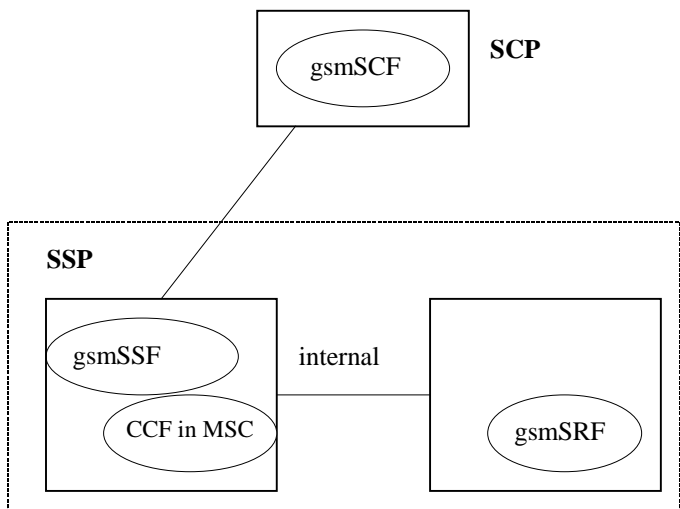 gsmSCF
SCP
SSP
gsmSSF
internal
CCF in MSC
gsmSRF